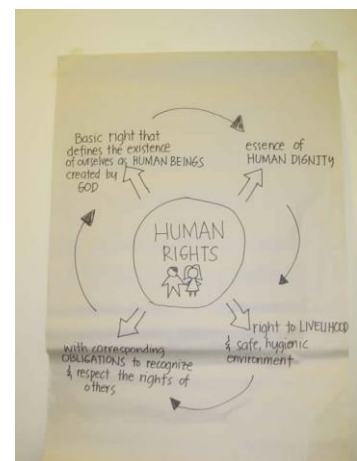 Basic right that
defines the existence
of ourselves as HUMAN BEINGS
created by
GOD
essence of
HUMAN DIGNITY
HUMAN
RIGHTS
right to LIVELIHOOD
& safe, hygienic
environment
with corresponding
OBLIGATIONS to recognize
& respect the rights of
others